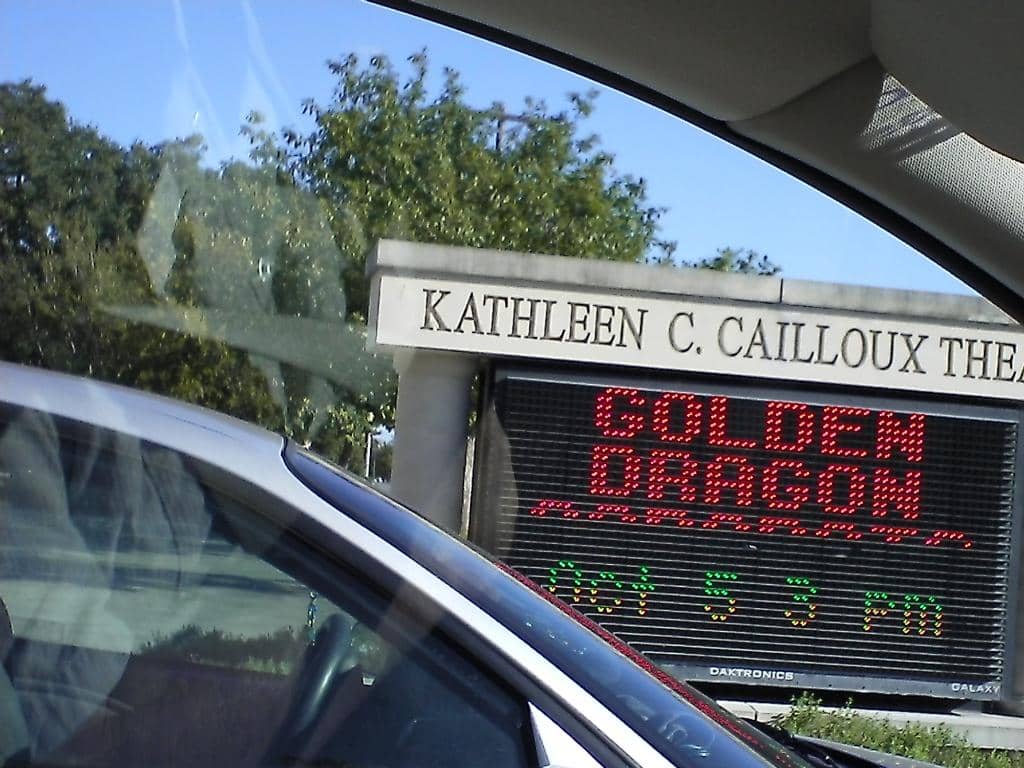 KATHLEEN C. CAILLOUX THEA
GOLDEN
DRAGON
Oct 5 3 pm
DAKTRONICS
GALAXY